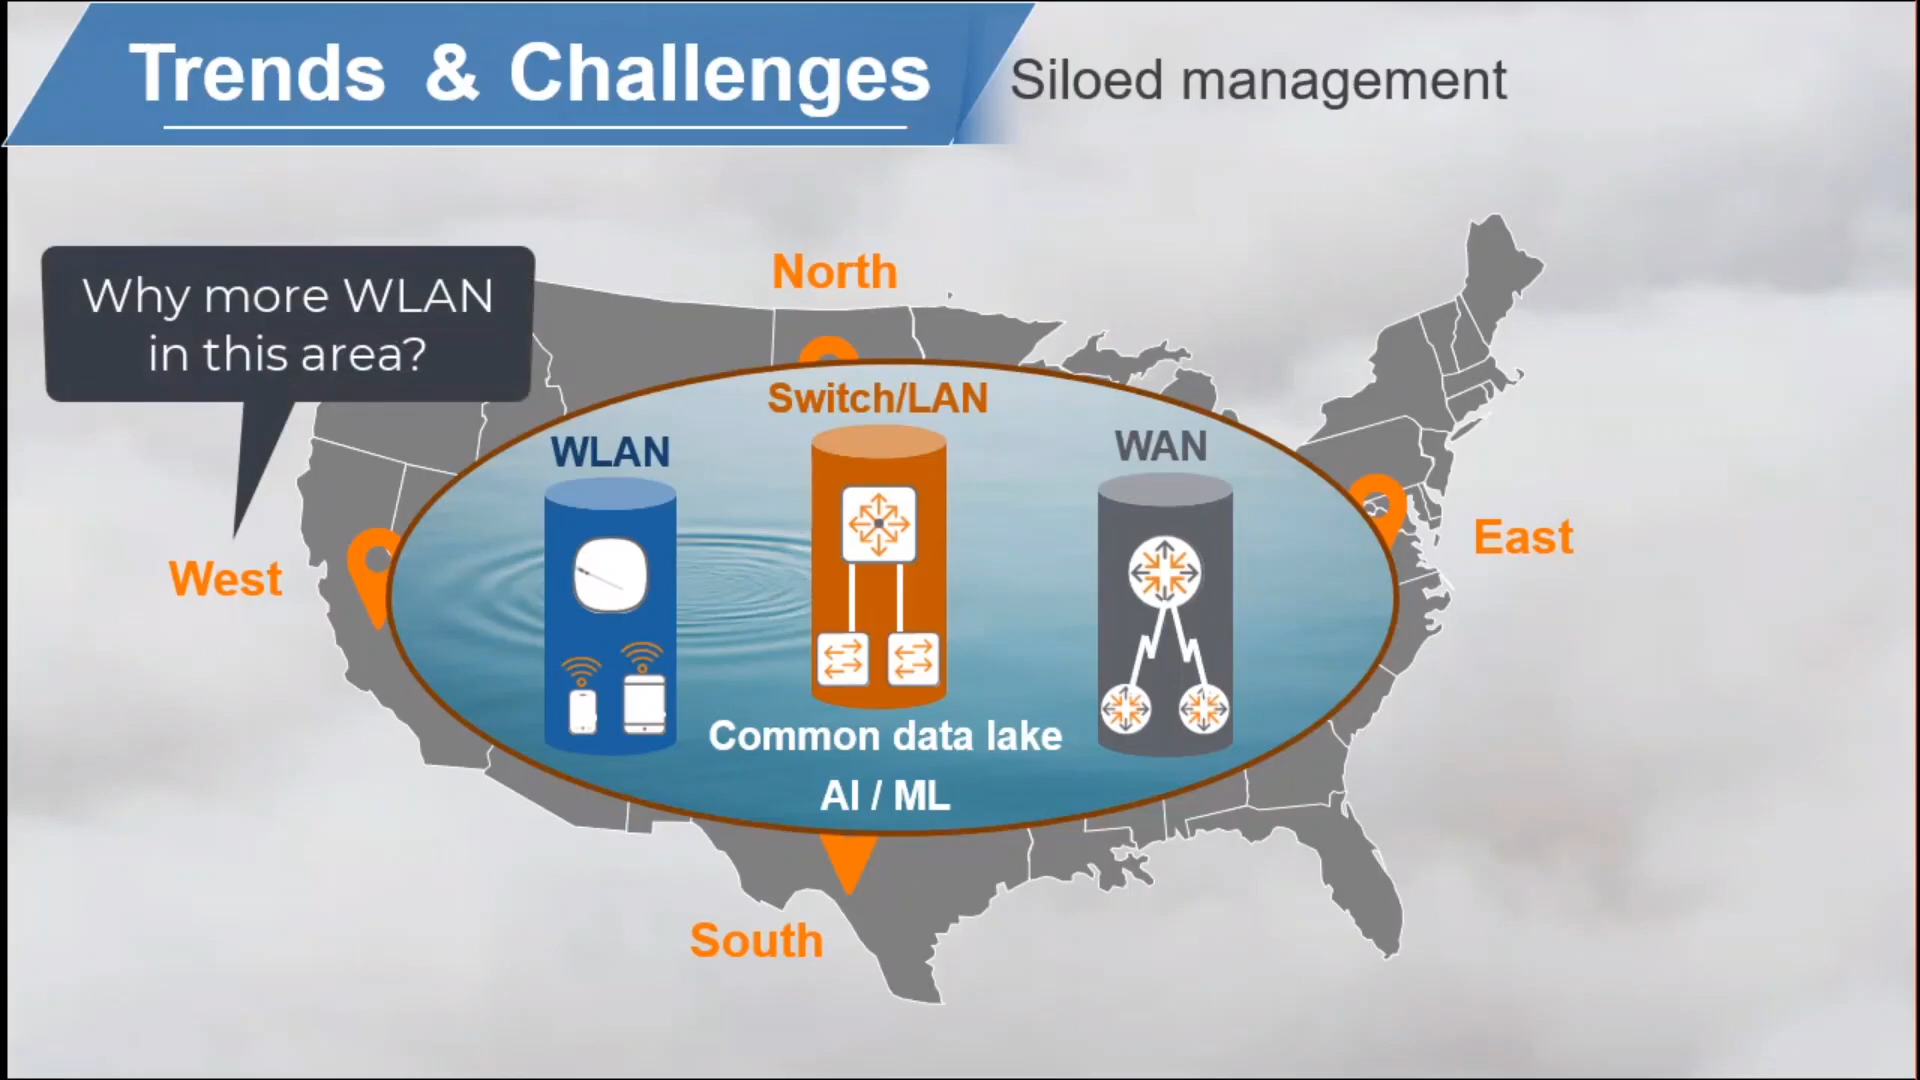 Trends & Challenges
Siloed management
Why more WLAN
in this area?
North
Switch/LAN
WLAN
WAN
West
East
Common data lake
AI / ML
South